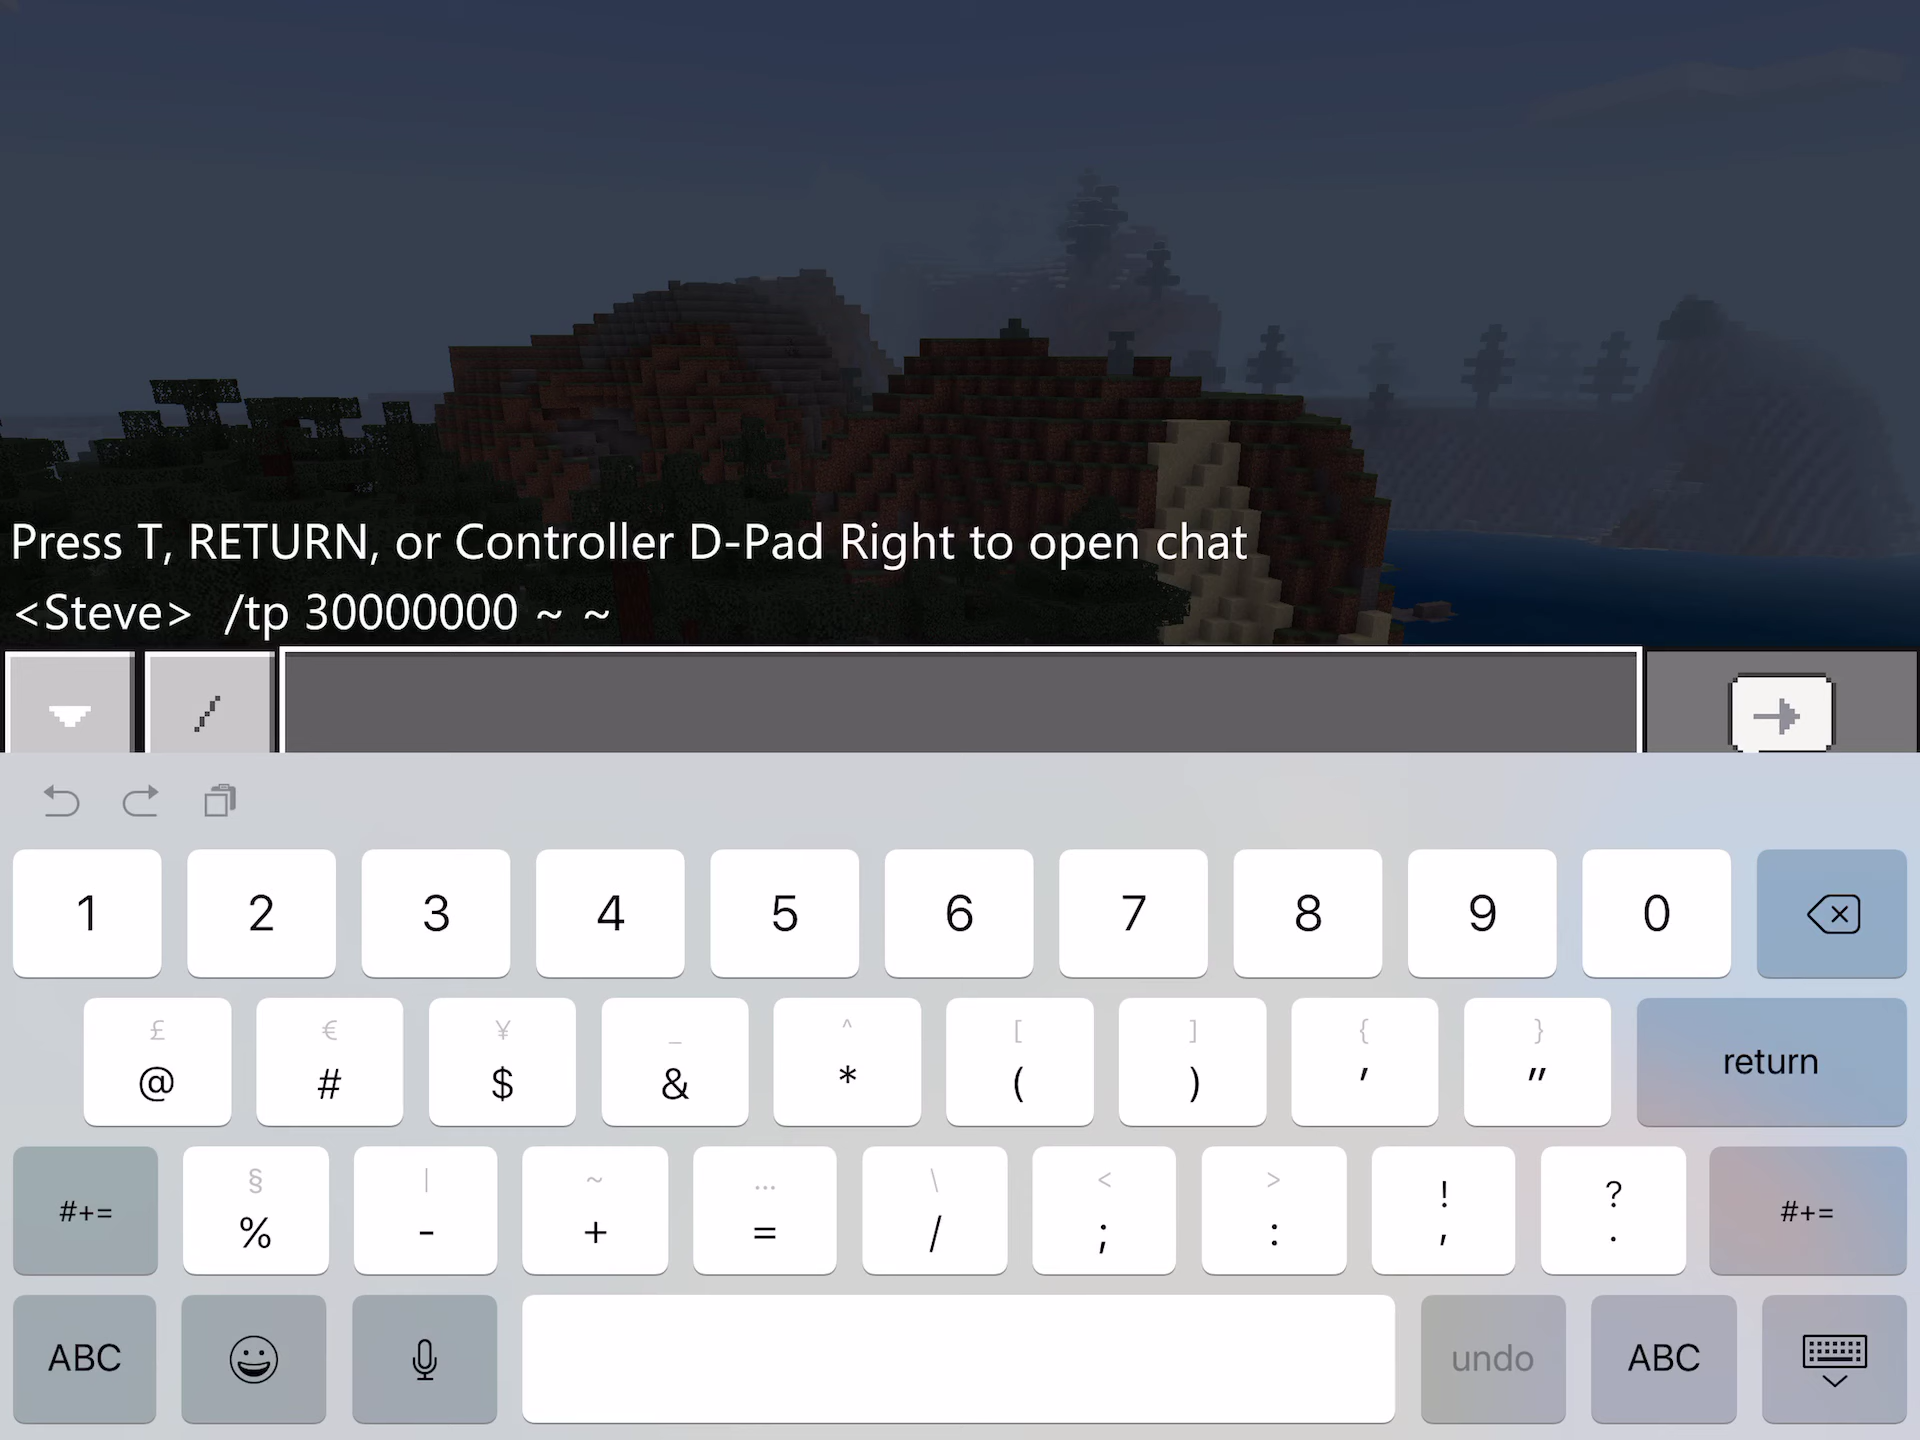 Press T, RETURN, or Controller D-Pad Right to open chat
<Steve>  /tp 30000000 ~ ~
/
1 2 3 4 5 6 7 8 9 0
£ € ¥ _ ^ [ ] { }
@ # $ & * ( ) ' "
return
§ | ~ … \ < > ! ?
#+= % - + = / ; : , . #+=
ABC undo ABC